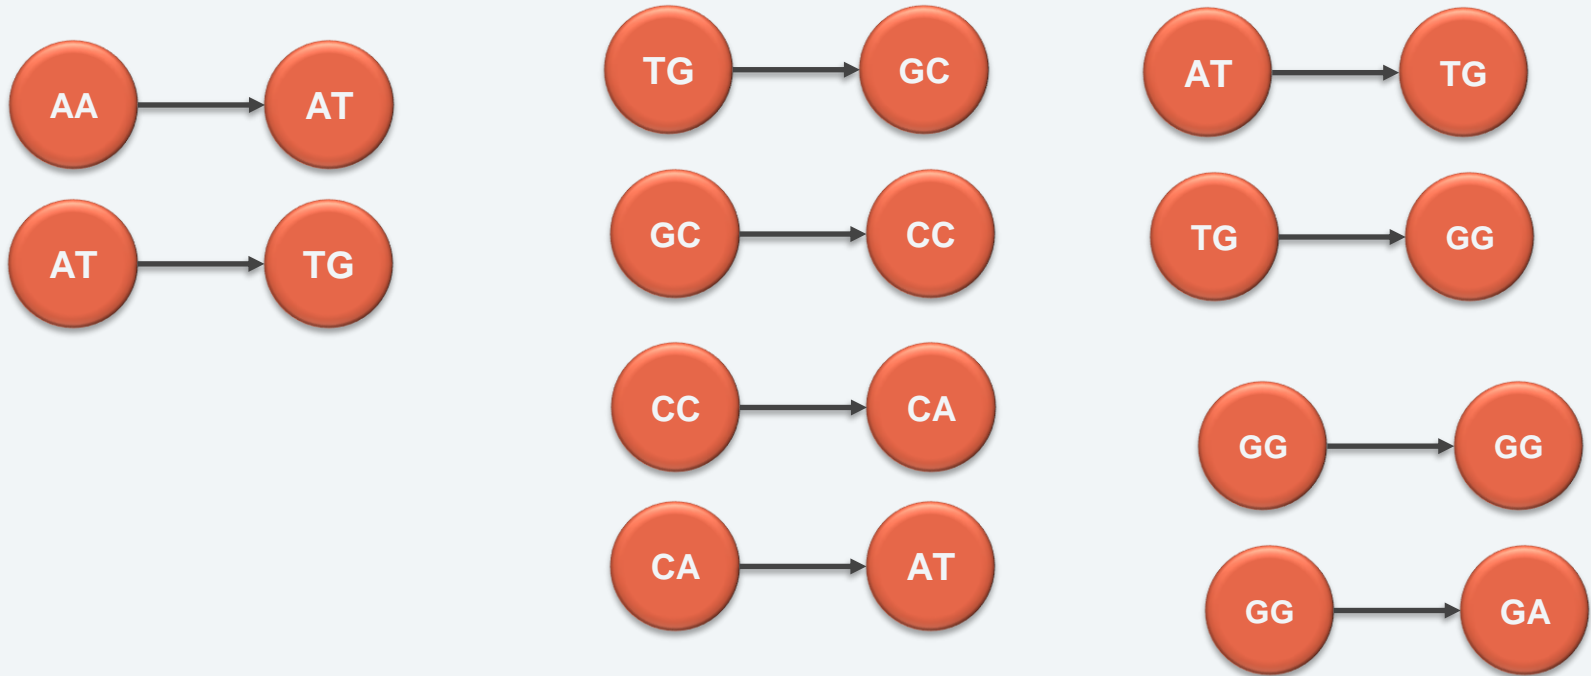 AA AT
AT TG
TG GC
GC CC
CC CA
CA AT
AT TG
TG GG
GG GG
GG GA